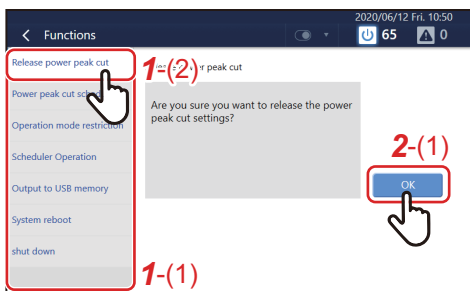 2020/06/12 Fri. 10:50
Functions
65
0
Release power peak cut
1-(2)
power peak cut
Power peak cut
Are you sure you want to release the power
peak cut settings?
Operation mode restriction
2-(1)
Scheduler Operation
Output to USB memory
OK
System reboot
shut down
1-(1)